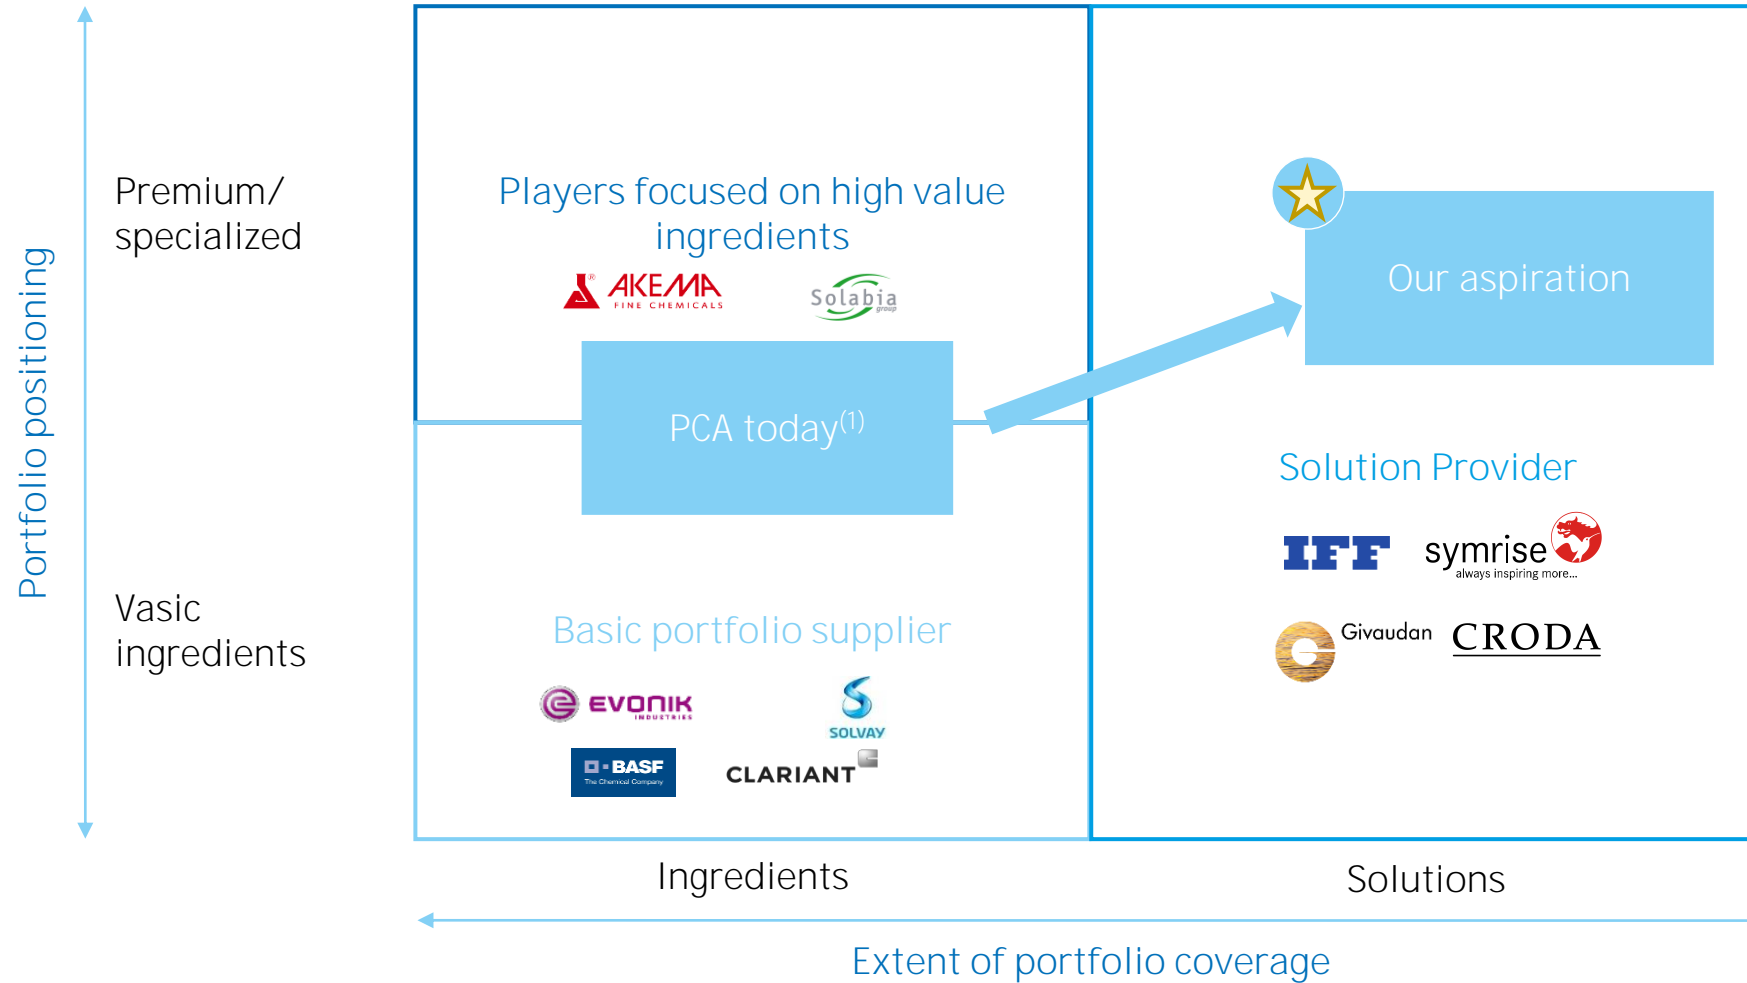 Portfolio positioning
Premium/
specialized
Vasic
ingredients
Players focused on high value
ingredients
AKEMA
®
FINE CHEMICALS
Solabia
group
PCA today(1)
Basic portfolio supplier
EVONIK
INDUSTRIES
SOLVAY
BASF
The Chemical Company
CLARIANT
Our aspiration
Solution Provider
IFF
symrise
always inspiring more...
Givaudan
CRODA
Ingredients
Solutions
Extent of portfolio coverage